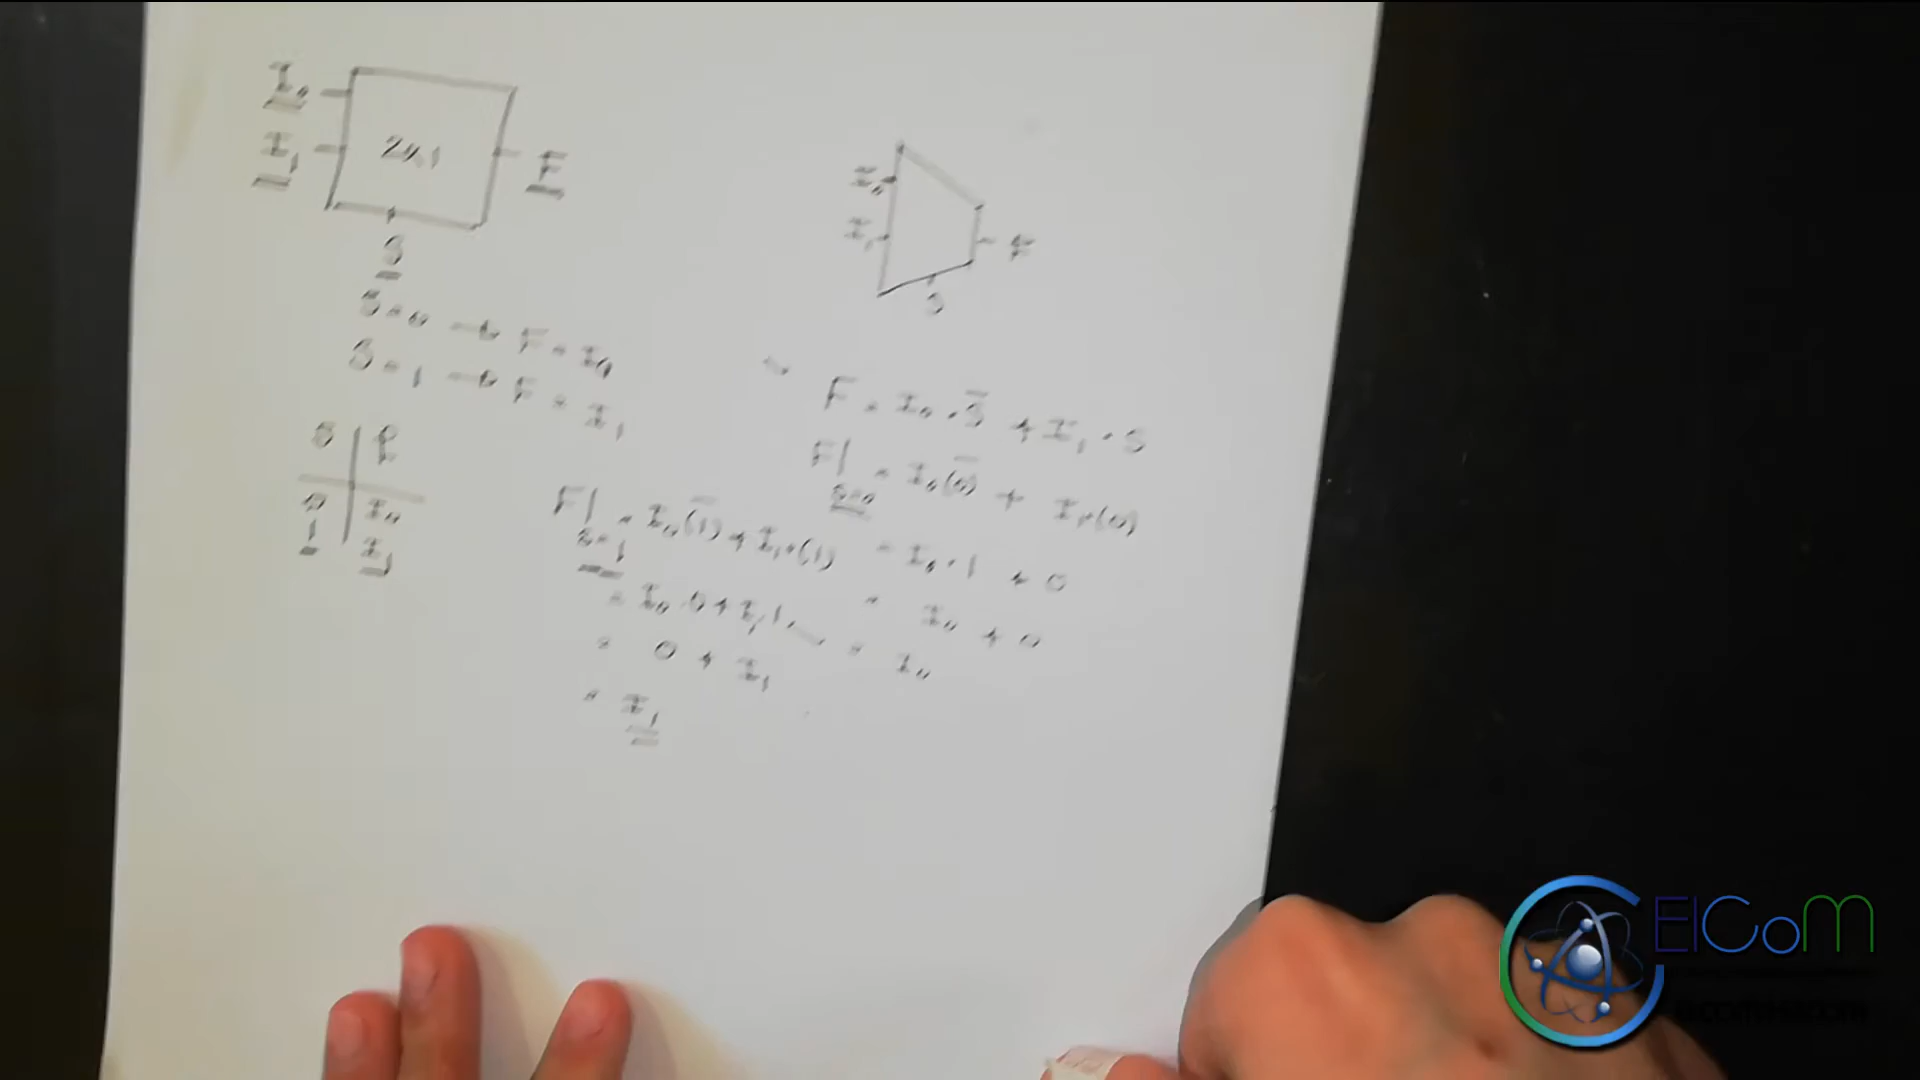 I₀
I₁
2x1
F
S
S=0 → F = I₀
S=1 → F = I₁
S | F
0 | I₀
1 | I₁
I₀
I₁
F
S
F = I₀ · S̅ + I₁ · S
F|S=0 = I₀(0̅) + I₁·(0)
= I₀ · 1 + 0
= I₀ + 0
= I₀
F|S=1 = I₀(1̅) + I₁·(1)
= I₀ · 0 + I₁ · 1
= 0 + I₁
= I₁
ElCoM